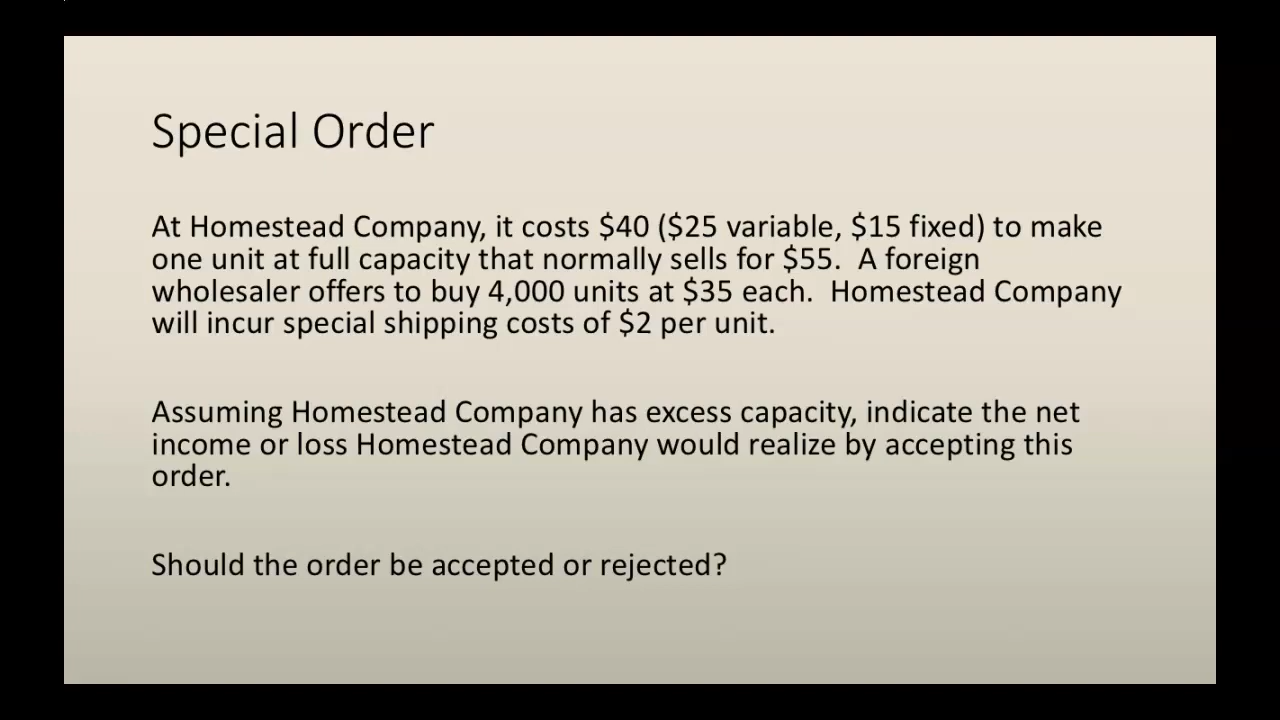 Special Order
At Homestead Company, it costs $40 ($25 variable, $15 fixed) to make
one unit at full capacity that normally sells for $55.  A foreign
wholesaler offers to buy 4,000 units at $35 each.  Homestead Company
will incur special shipping costs of $2 per unit.
Assuming Homestead Company has excess capacity, indicate the net
income or loss Homestead Company would realize by accepting this
order.
Should the order be accepted or rejected?